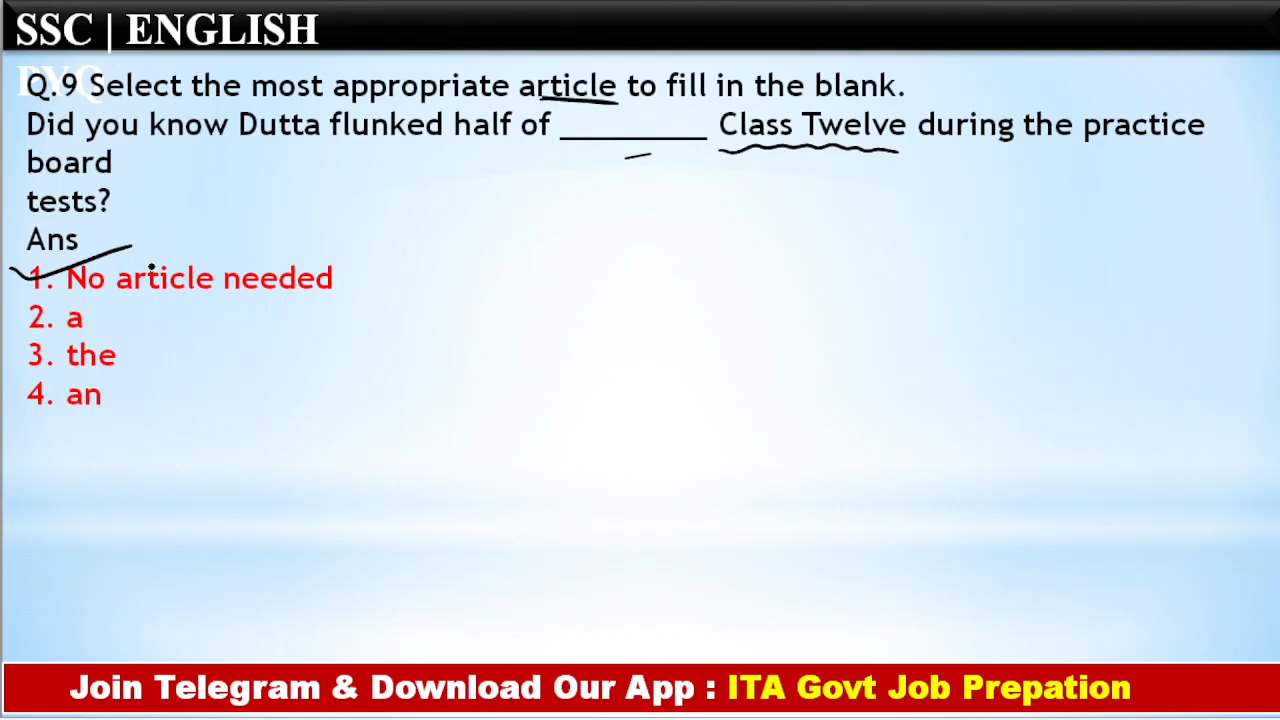 SSC | ENGLISH
PYQ
Q.9 Select the most appropriate article to fill in the blank.
Did you know Dutta flunked half of __________ Class Twelve during the practice
board
tests?
Ans
1. No article needed
2. a
3. the
4. an
Join Telegram & Download Our App : ITA Govt Job Prepation